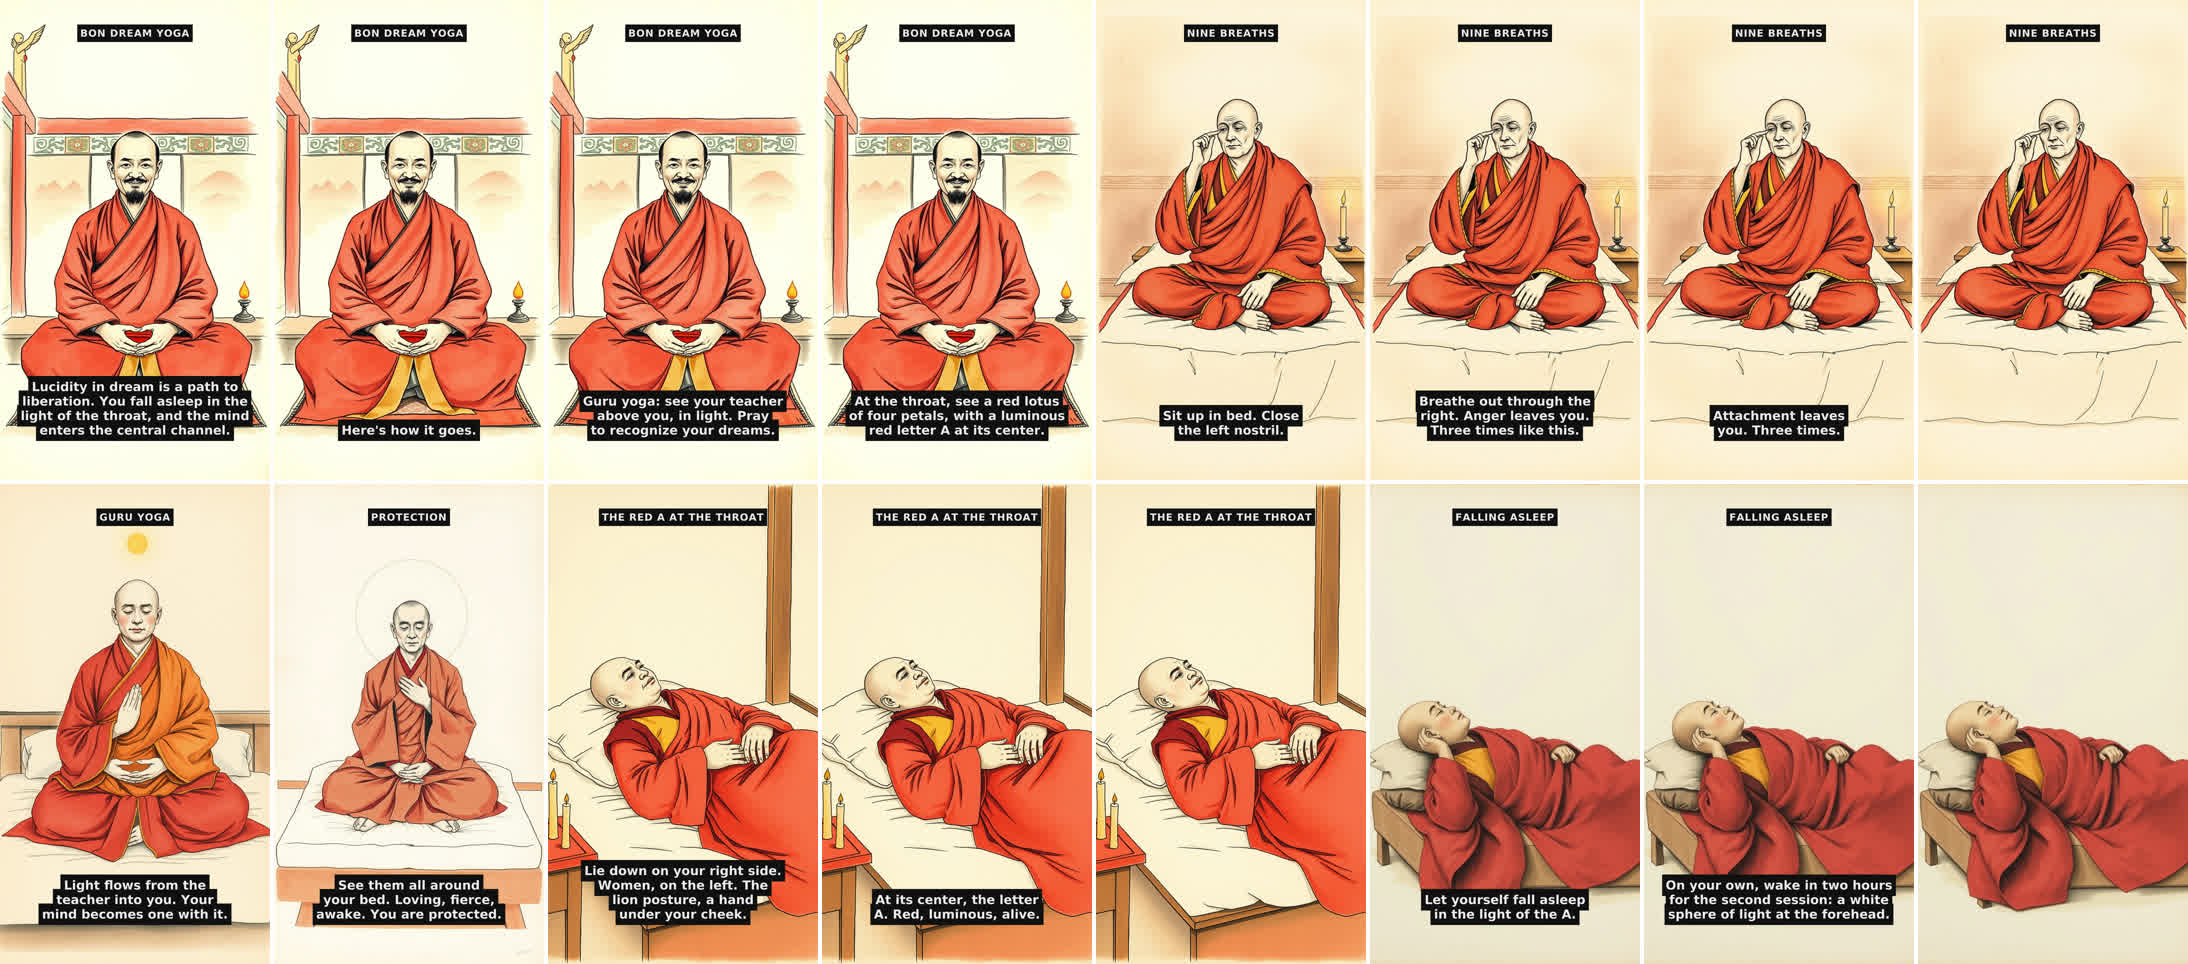 BON DREAM YOGA
Lucidity in dream is a path to
liberation. You fall asleep in the
light of the throat, and the mind
enters the central channel.
BON DREAM YOGA
Here's how it goes.
BON DREAM YOGA
Guru yoga: see your teacher
above you, in light. Pray
to recognize your dreams.
BON DREAM YOGA
At the throat, see a red lotus
of four petals, with a luminous
red letter A at its center.
NINE BREATHS
Sit up in bed. Close
the left nostril.
NINE BREATHS
Breathe out through the
right. Anger leaves you.
Three times like this.
NINE BREATHS
Attachment leaves
you. Three times.
NINE BREATHS
GURU YOGA
Light flows from the
teacher into you. Your
mind becomes one with it.
PROTECTION
See them all around
your bed. Loving, fierce,
awake. You are protected.
THE RED A AT THE THROAT
Lie down on your right side.
Women, on the left. The
lion posture, a hand
under your cheek.
THE RED A AT THE THROAT
At its center, the letter
A. Red, luminous, alive.
THE RED A AT THE THROAT
FALLING ASLEEP
Let yourself fall asleep
in the light of the A.
FALLING ASLEEP
On your own, wake in two hours
for the second session: a white
sphere of light at the forehead.